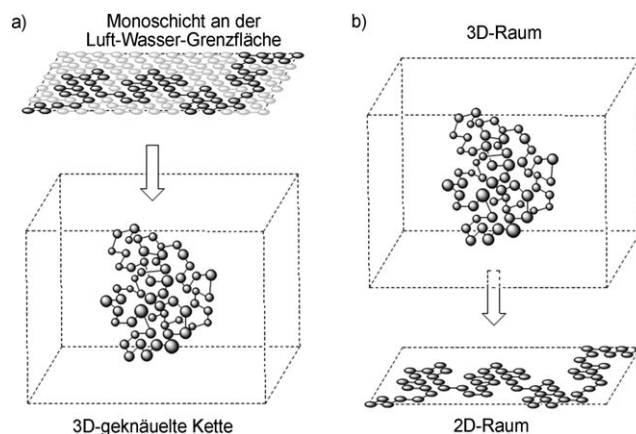 a)
Monoschicht an der
Luft-Wasser-Grenzfläche
3D-geknäuelte Kette
b)
3D-Raum
2D-Raum